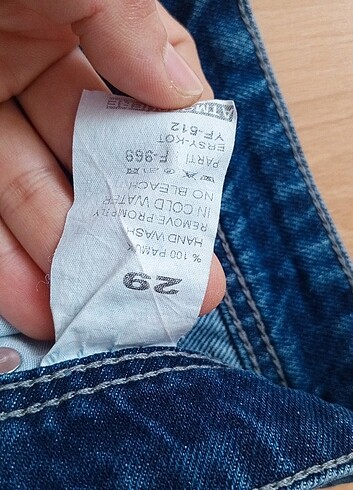 YF-512
ERSY-KOT
PARTİ : F-969
NO BLEACH
IN COLD WATER
REMOVE PROMPTLY
HAND WASH
% 100 PAMUK
29